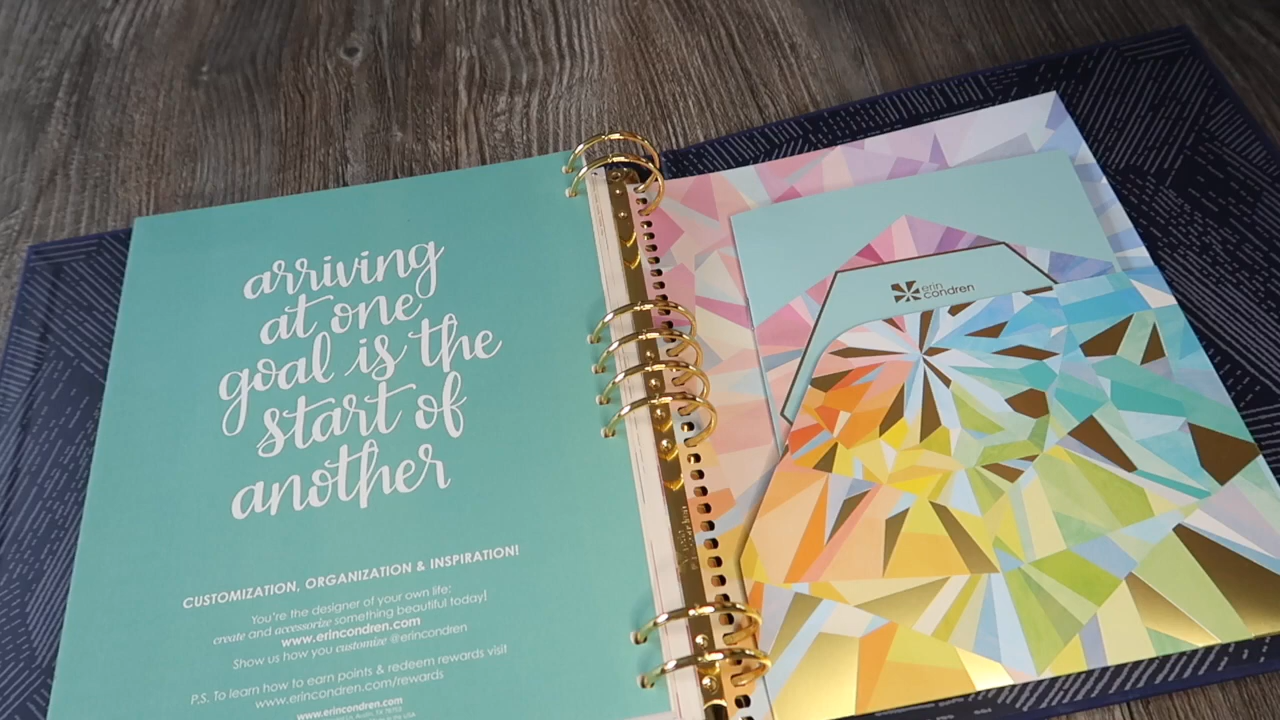 arriving
at one
goal is the
start of
another
CUSTOMIZATION, ORGANIZATION & INSPIRATION!
You're the designer of your own life:
create and accessorize something beautiful today!
www.erincondren.com
Show us how you customize @erincondren
P.S. To learn how to earn points & redeem rewards visit
www.erincondren.com/rewards
www.erincondren.com
erin
condren